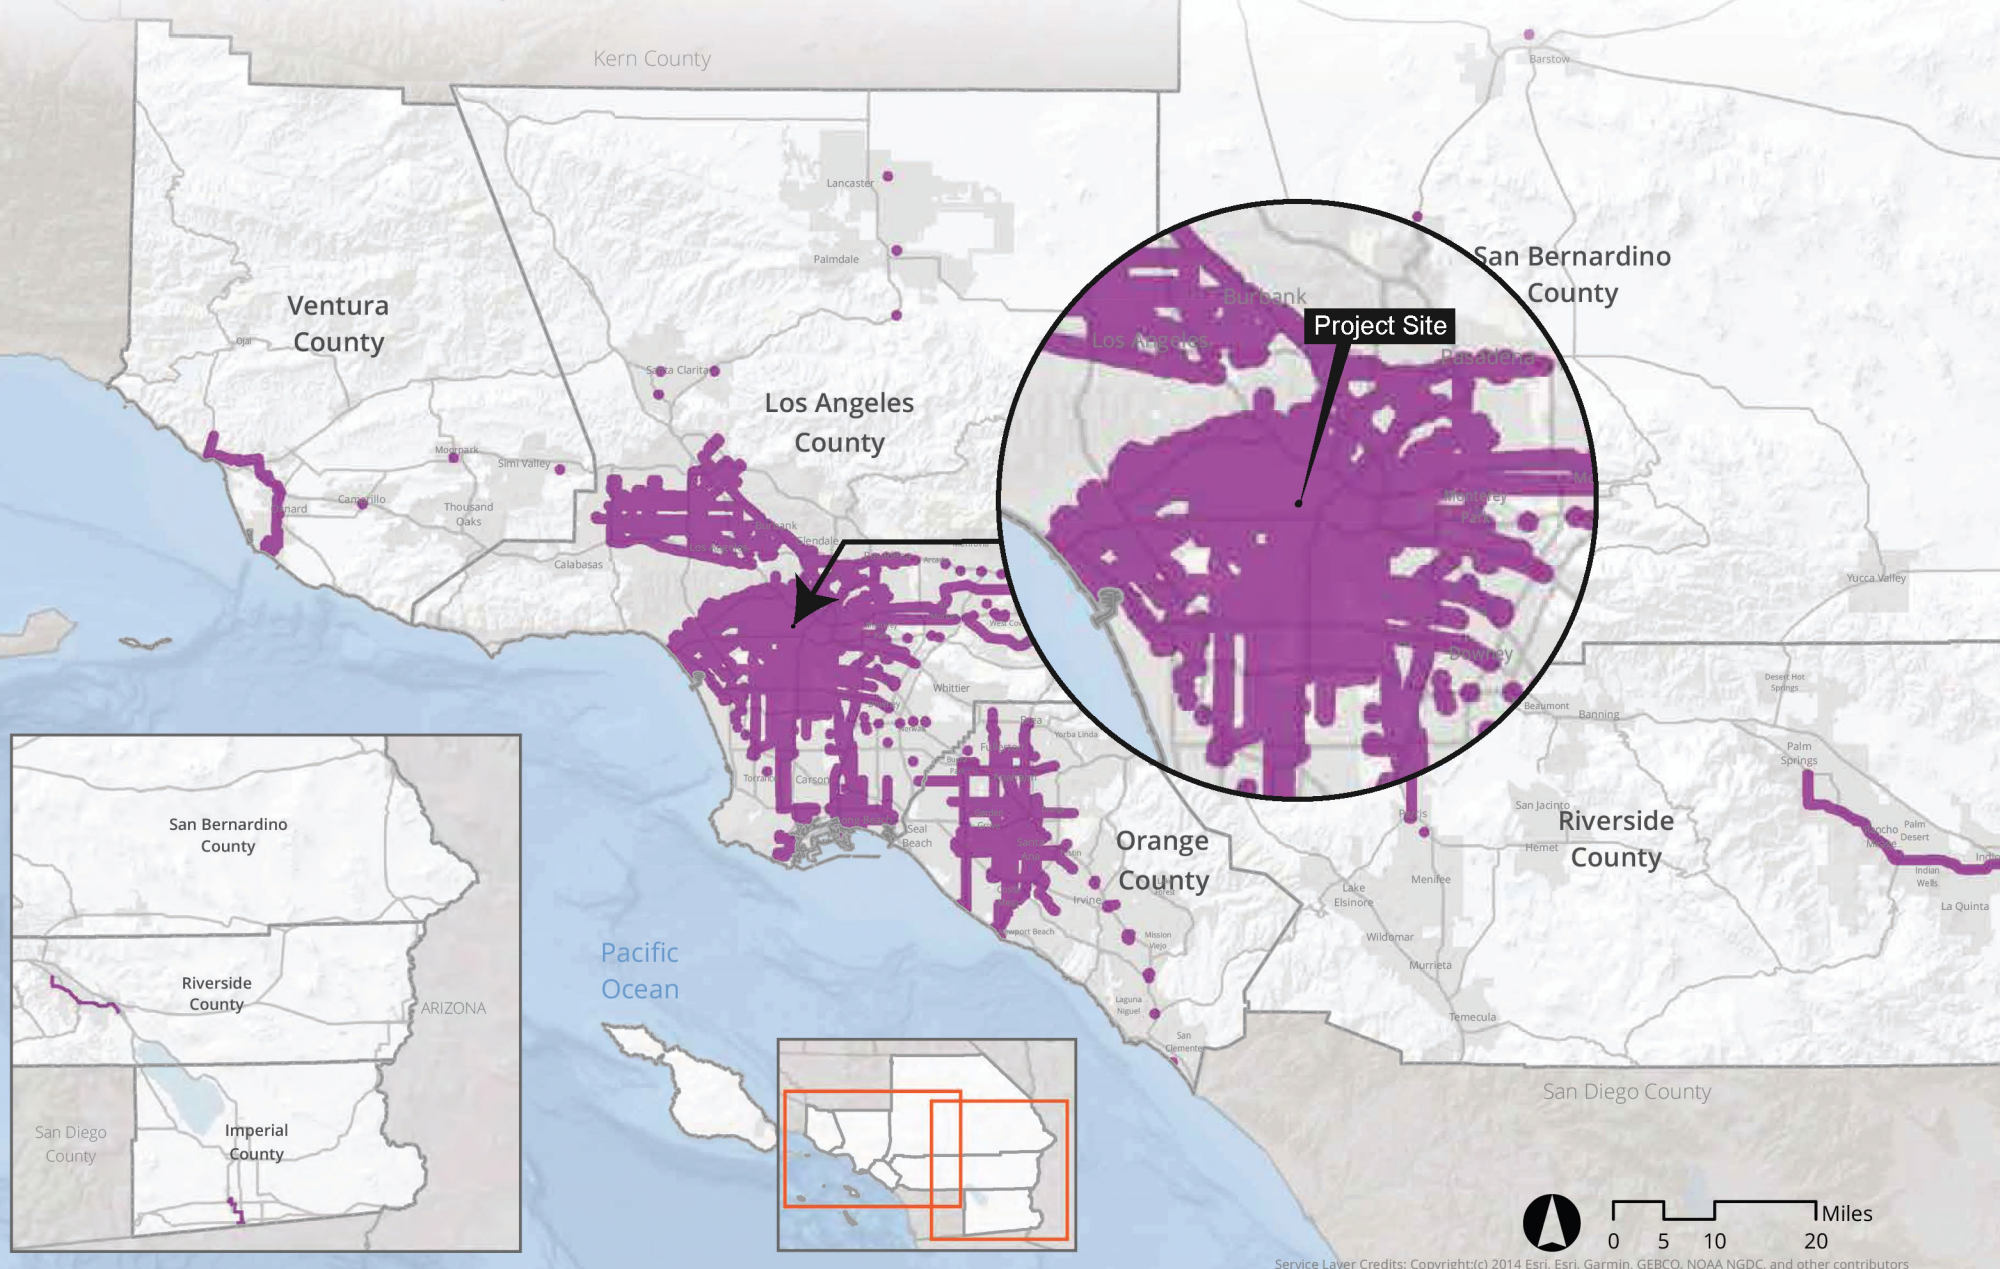 Kern County
Barstow
Lancaster
Palmdale
San Bernardino
County
Ventura
County
Ojai
Burbank
Project Site
Los Angeles
Pasadena
Santa Clarita
Los Angeles
County
Moorpark
Simi Valley
Camarillo
Thousand
Oaks
Monterey
Park
Burbank
Glendale
Calabasas
Yucca Valley
Downey
Whittier
Desert Hot
Springs
Beaumont
Banning
Brea
Yorba Linda
Palm
Springs
Torrance
Carson
Long Beach
Seal
Beach
Orange
County
San Jacinto
Hemet
Riverside
County
Palm
Desert
Indian
Wells
La Quinta
Menifee
Lake
Elsinore
Irvine
Wildomar
Mission
Viejo
Murrieta
Laguna
Niguel
Temecula
San
Clemente
Pacific
Ocean
San Diego County
San Bernardino
County
Riverside
County
ARIZONA
San Diego
County
Imperial
County
Miles
0 5 10 20
Service Layer Credits: Copyright:(c) 2014 Esri, Esri, Garmin, GEBCO, NOAA NGDC, and other contributors